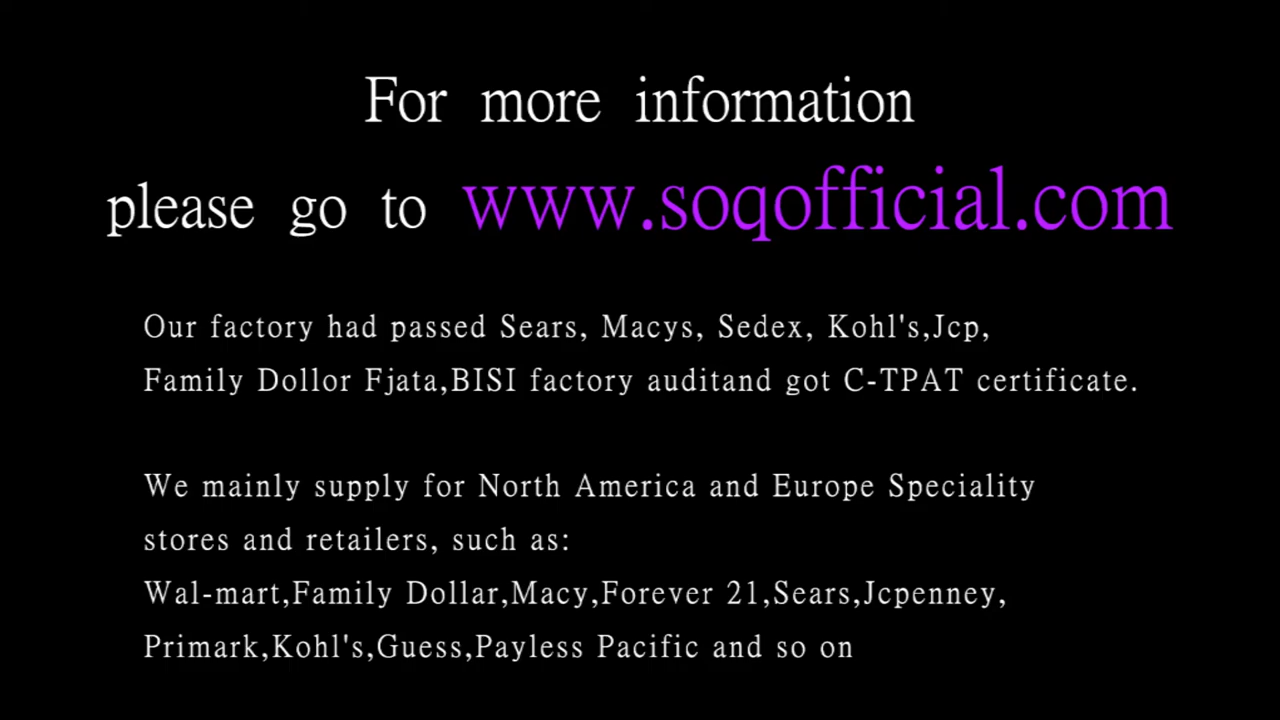 For more information
please go to www.soqofficial.com
Our factory had passed Sears, Macys, Sedex, Kohl's,Jcp,
Family Dollor Fjata,BISI factory auditand got C-TPAT certificate.
We mainly supply for North America and Europe Speciality
stores and retailers, such as:
Wal-mart,Family Dollar,Macy,Forever 21,Sears,Jcpenney,
Primark,Kohl's,Guess,Payless Pacific and so on